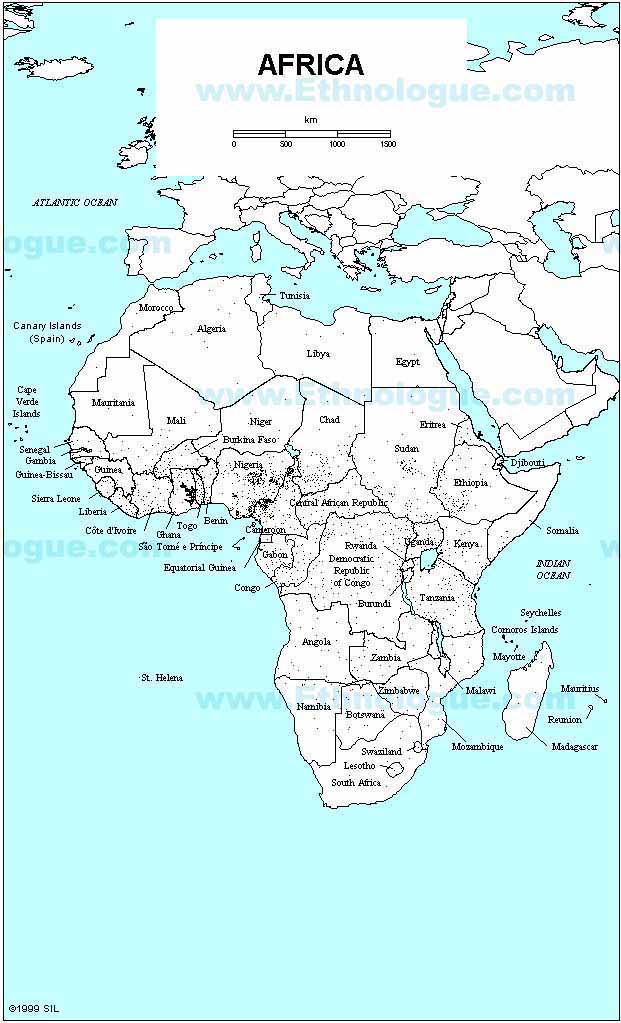 AFRICA
www.Ethnologue.com
km
0 500 1000 1500
ATLANTIC OCEAN
logue.com
w
Tunisia
Morocco
Canary Islands
(Spain)
Algeria
Libya
Egypt
Cape
Verde
Islands
www.Ethnologue.com
logue.com
w
Mauritania
Mali
Niger
Chad
Sudan
Eritrea
Burkina Faso
Senegal
Gambia
Guinea-Bissau
Guinea
Nigeria
Djibouti
Ethiopia
Sierra Leone
Liberia
Central African Republic
Côte d'Ivoire
Ghana
Togo
Benin
Cameroon
Somalia
São Tomé e Príncipe
Equatorial Guinea
logue.com
w
Gabon
Congo
Rwanda
Uganda
Kenya
Democratic
Republic
of Congo
INDIAN
OCEAN
Burundi
Tanzania
Seychelles
Comoros Islands
Angola
Zambia
Mayotte
St. Helena
Malawi
Mauritius
Zimbabwe
www.Ethnologue.com
Namibia
Botswana
Reunion
Swaziland
Mozambique
Madagascar
Lesotho
South Africa
©1999 SIL